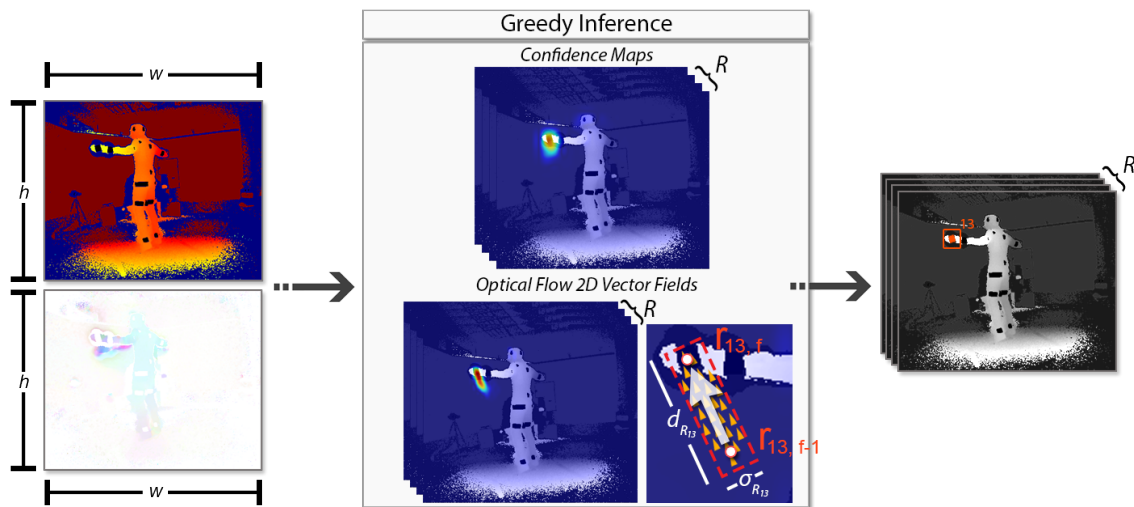 Greedy Inference
Confidence Maps
R
w
h
h
w
Optical Flow 2D Vector Fields
R
r13, f
dR13
r13, f-1
σR13
R
13